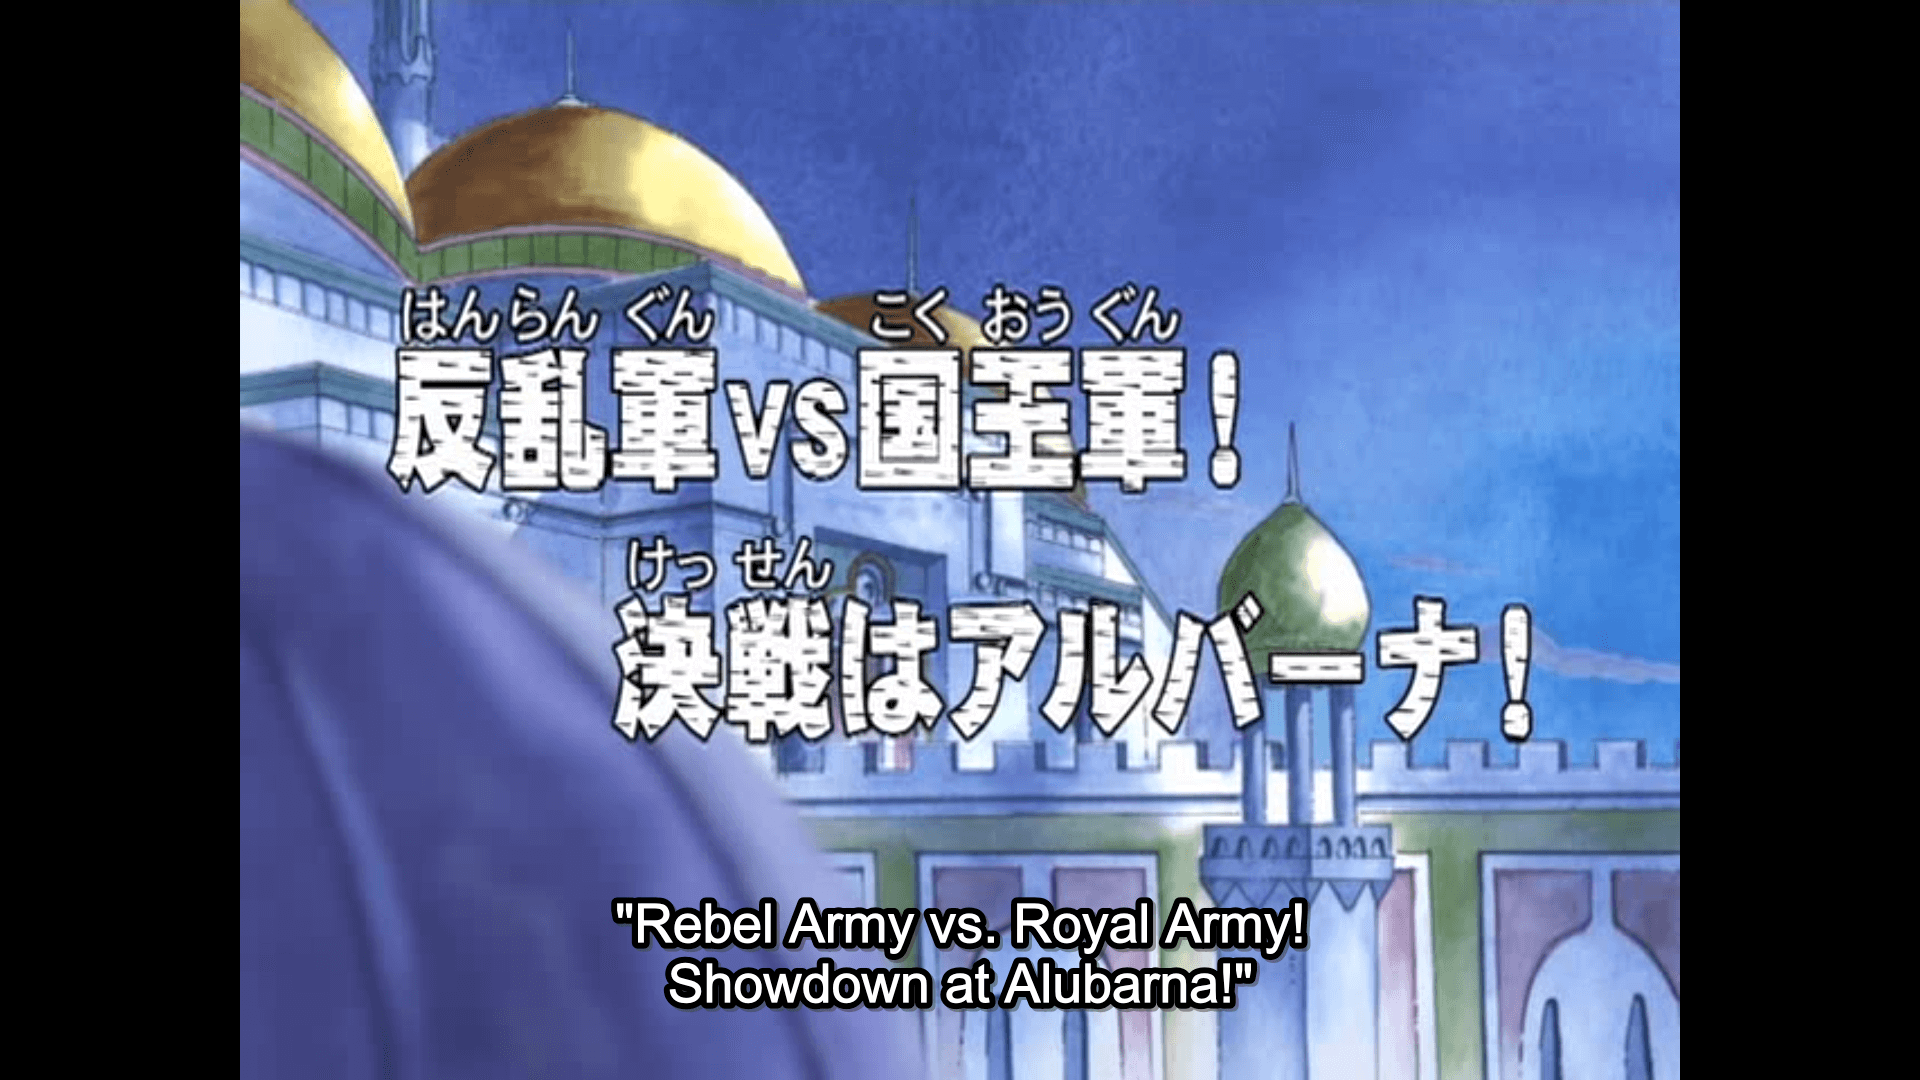 はんらんぐん こくおうぐん
反乱軍vs国王軍!
けっせん
決戦はアルバーナ!
"Rebel Army vs. Royal Army!
Showdown at Alubarna!"